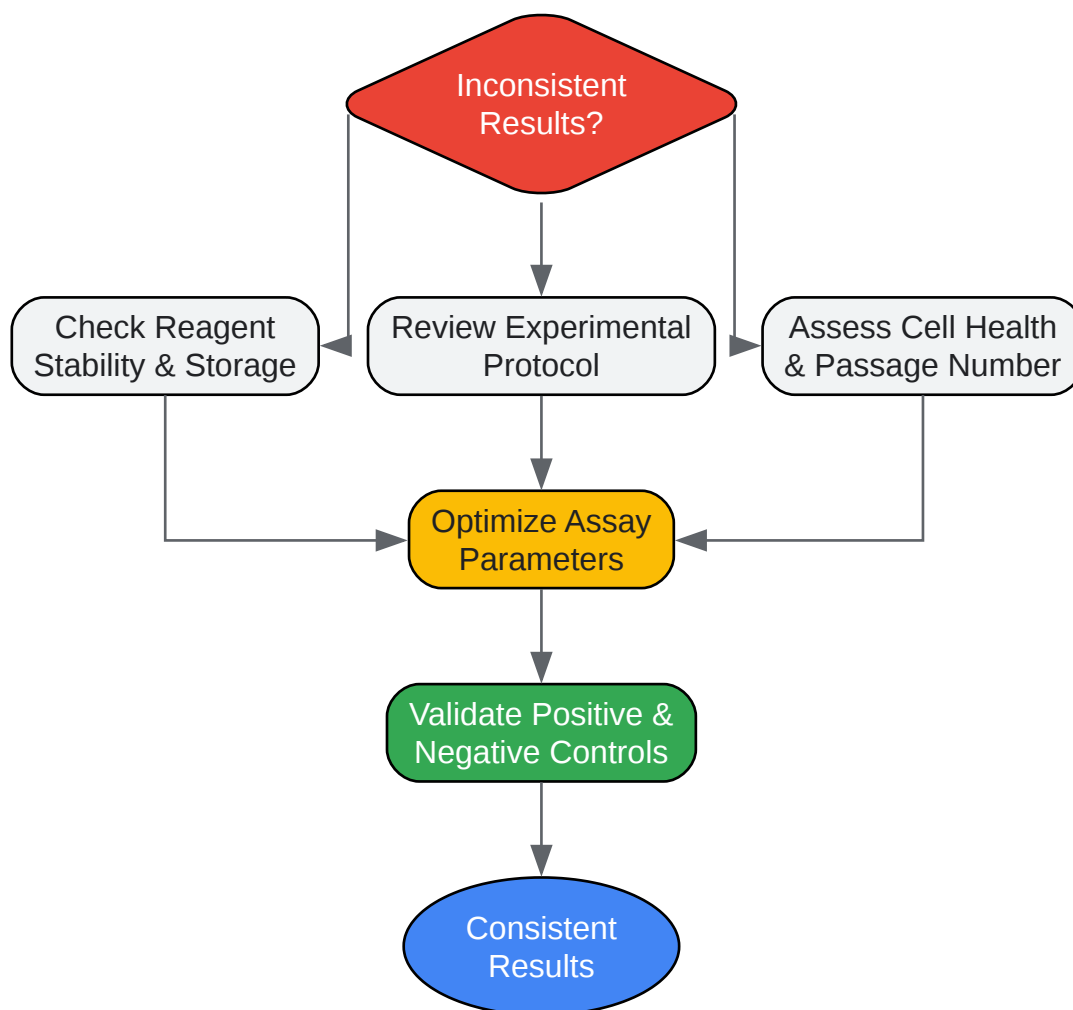 Inconsistent
Results?
Check Reagent
Stability & Storage
Review Experimental
Protocol
Assess Cell Health
& Passage Number
Optimize Assay
Parameters
Validate Positive &
Negative Controls
Consistent
Results